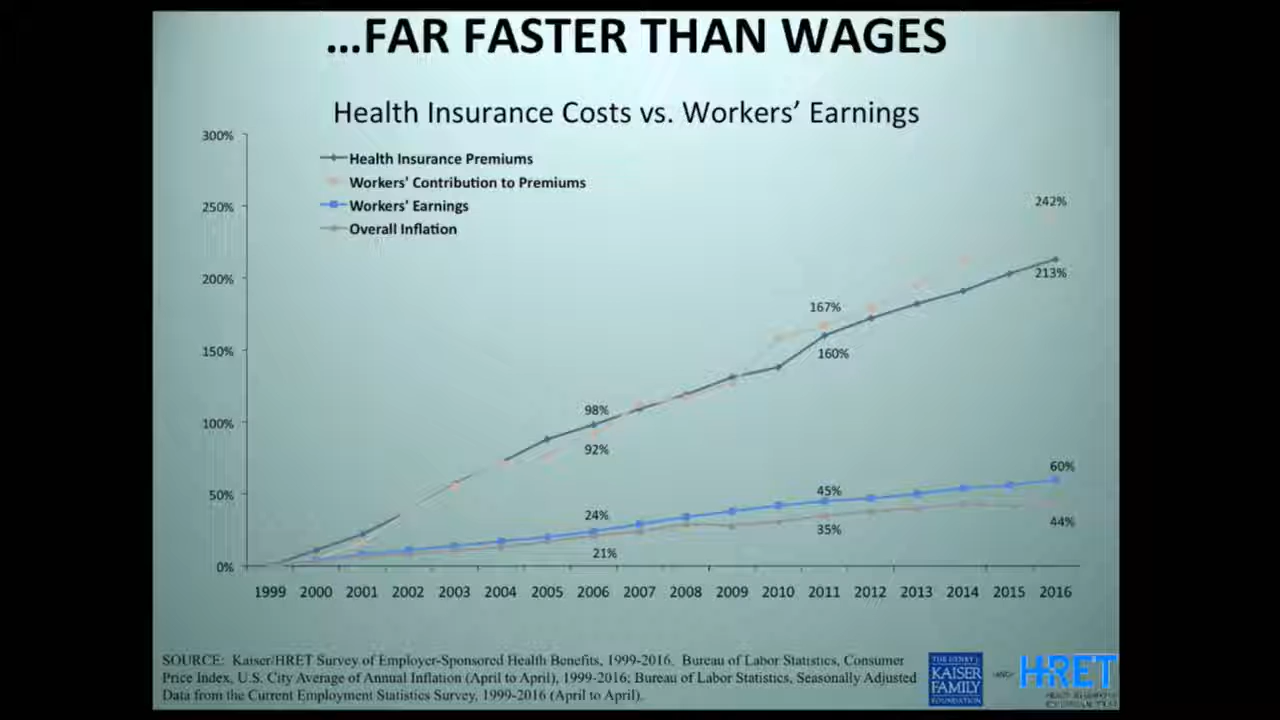 ...FAR FASTER THAN WAGES
Health Insurance Costs vs. Workers' Earnings
300%
250%
200%
150%
100%
50%
0%
Health Insurance Premiums
Workers' Contribution to Premiums
Workers' Earnings
Overall Inflation
242%
213%
167%
160%
98%
92%
60%
45%
44%
35%
24%
21%
1999 2000 2001 2002 2003 2004 2005 2006 2007 2008 2009 2010 2011 2012 2013 2014 2015 2016
SOURCE: Kaiser/HRET Survey of Employer-Sponsored Health Benefits, 1999-2016. Bureau of Labor Statistics, Consumer
Price Index, U.S. City Average of Annual Inflation (April to April), 1999-2016; Bureau of Labor Statistics, Seasonally Adjusted
Data from the Current Employment Statistics Survey, 1999-2016 (April to April).
THE HENRY J.
KAISER
FAMILY
FOUNDATION
HRET